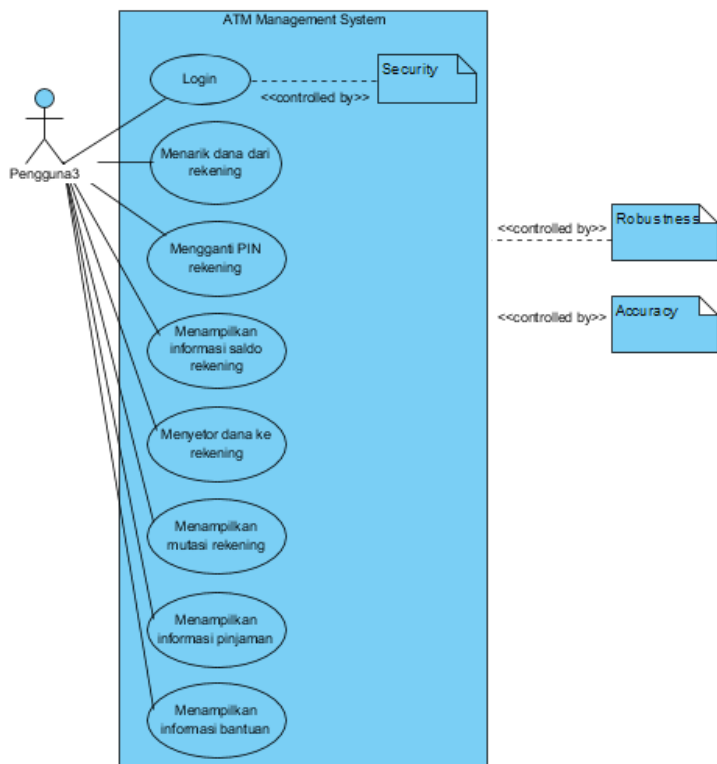 ATM Management System
Login
Security
<<controlled by>>
Pengguna3
Menarik dana dari
rekening
Mengganti PIN
rekening
<<controlled by>>
Robustness
Menampilkan
informasi saldo
rekening
<<controlled by>>
Accuracy
Menyetor dana ke
rekening
Menampilkan
mutasi rekening
Menampilkan
informasi pinjaman
Menampilkan
informasi bantuan